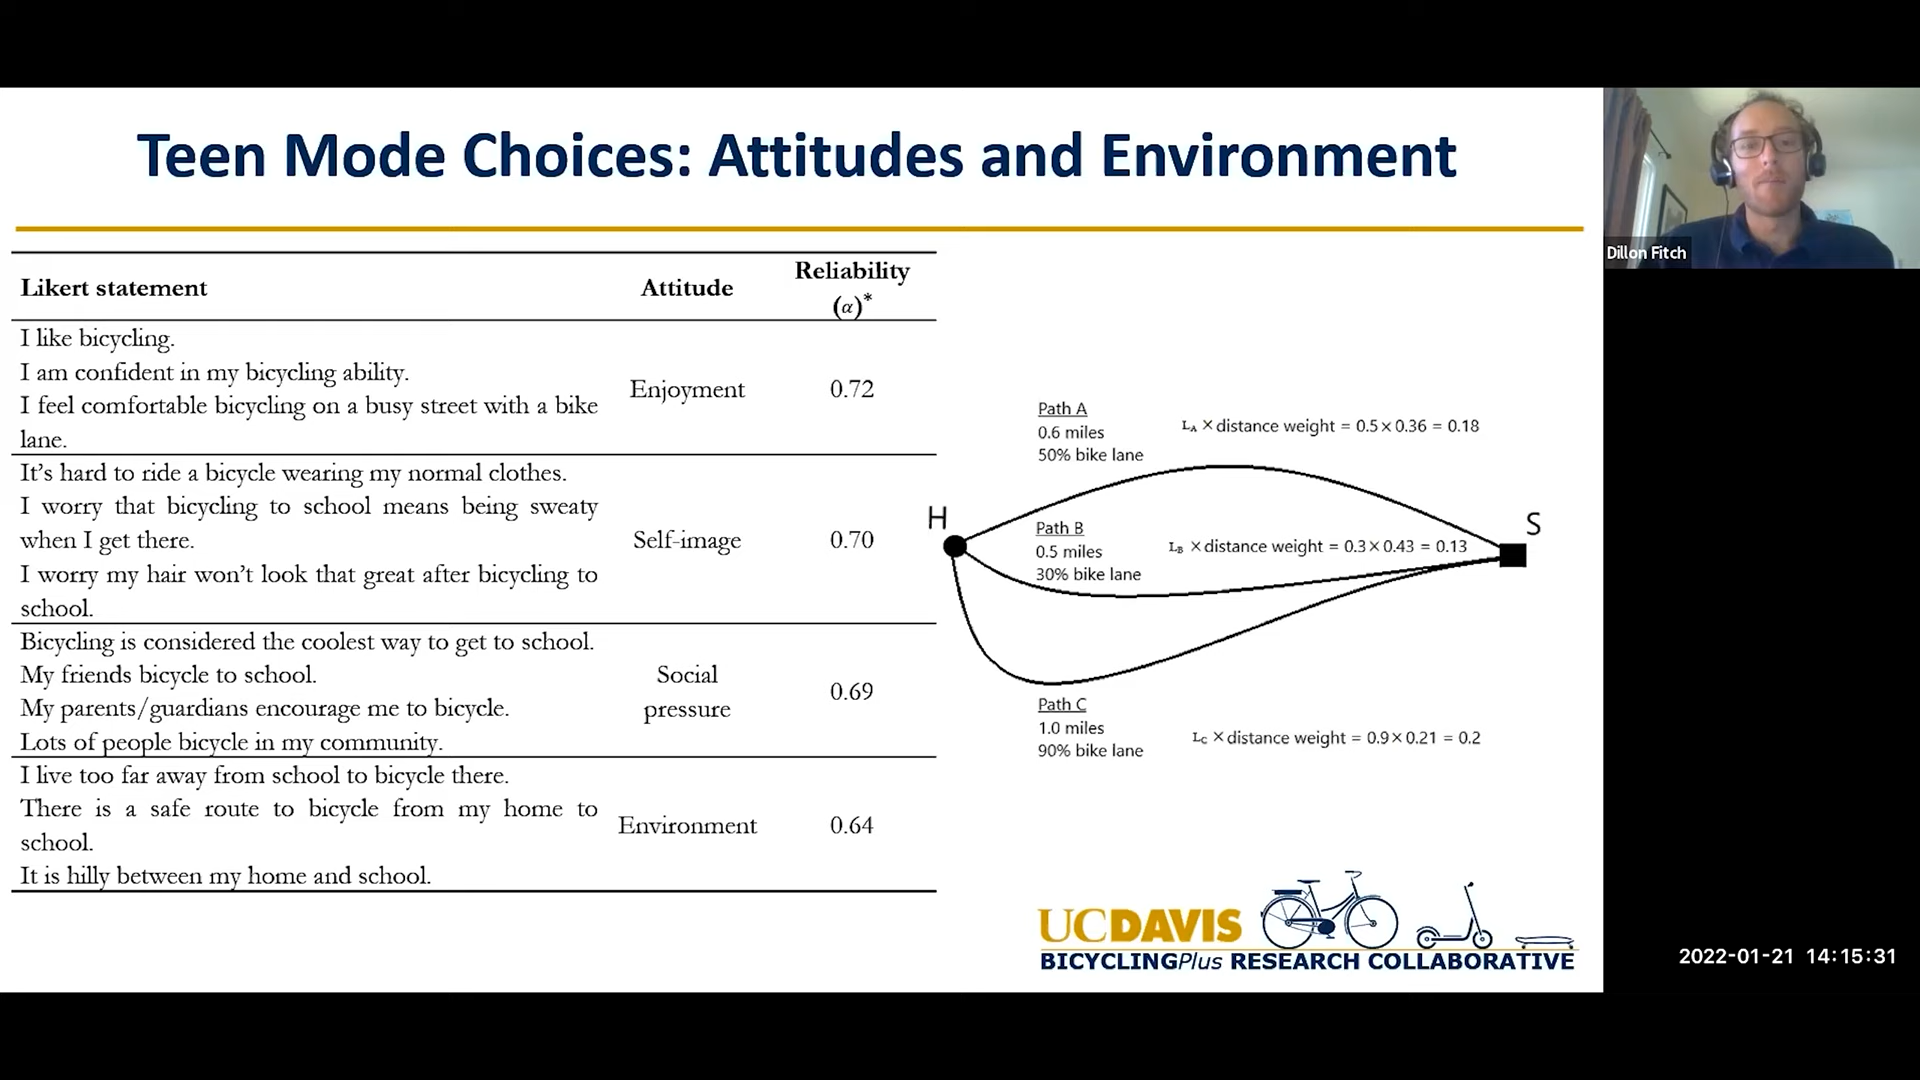 Teen Mode Choices: Attitudes and Environment
Dillon Fitch
Likert statement Attitude Reliability (α)*
I like bicycling.
I am confident in my bicycling ability.
I feel comfortable bicycling on a busy street with a bike
lane.
Enjoyment 0.72
It's hard to ride a bicycle wearing my normal clothes.
I worry that bicycling to school means being sweaty
when I get there.
I worry my hair won't look that great after bicycling to
school.
Self-image 0.70
Bicycling is considered the coolest way to get to school.
My friends bicycle to school.
My parents/guardians encourage me to bicycle.
Lots of people bicycle in my community.
Social
pressure
0.69
I live too far away from school to bicycle there.
There is a safe route to bicycle from my home to
school.
It is hilly between my home and school.
Environment 0.64
Path A
0.6 miles
50% bike lane
LA × distance weight = 0.5 × 0.36 = 0.18
H
S
Path B
0.5 miles
30% bike lane
LB × distance weight = 0.3 × 0.43 = 0.13
Path C
1.0 miles
90% bike lane
LC × distance weight = 0.9 × 0.21 = 0.2
UCDAVIS
BICYCLINGPlus RESEARCH COLLABORATIVE
2022-01-21 14:15:31